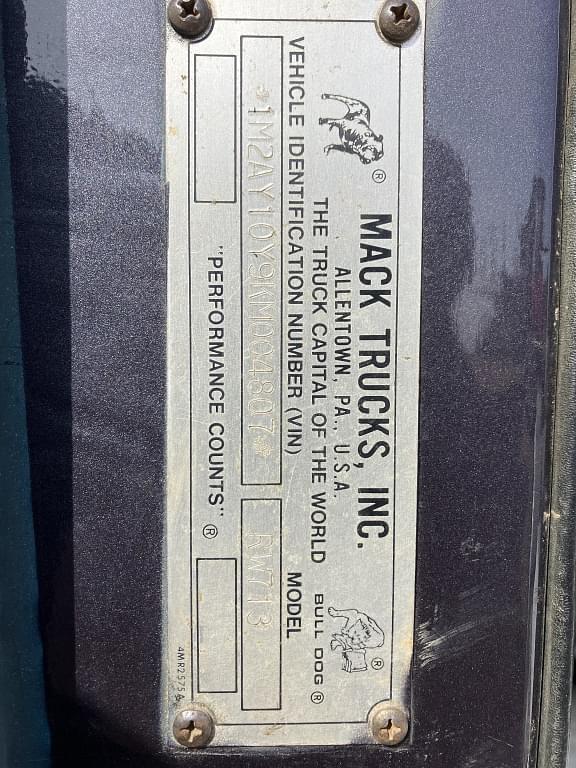 MACK TRUCKS, INC.
ALLENTOWN, PA., U.S.A.
THE TRUCK CAPITAL OF THE WORLD
BULL DOG ®
®
®
VEHICLE IDENTIFICATION NUMBER (VIN)
MODEL
*1M2AY10Y9KM004807*
RW713
"PERFORMANCE COUNTS" ®
4MR2575A